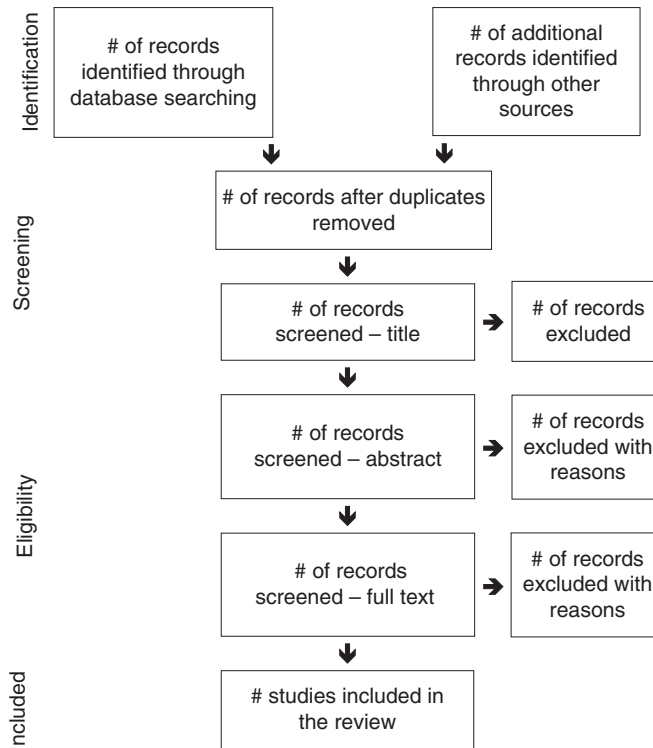 Identification
# of records
identified through
database searching
# of additional
records identified
through other
sources
Screening
# of records after duplicates
removed
# of records
screened – title
# of records
excluded
Eligibility
# of records
screened – abstract
# of records
excluded with
reasons
# of records
screened – full text
# of records
excluded with
reasons
ncluded
# studies included in
the review